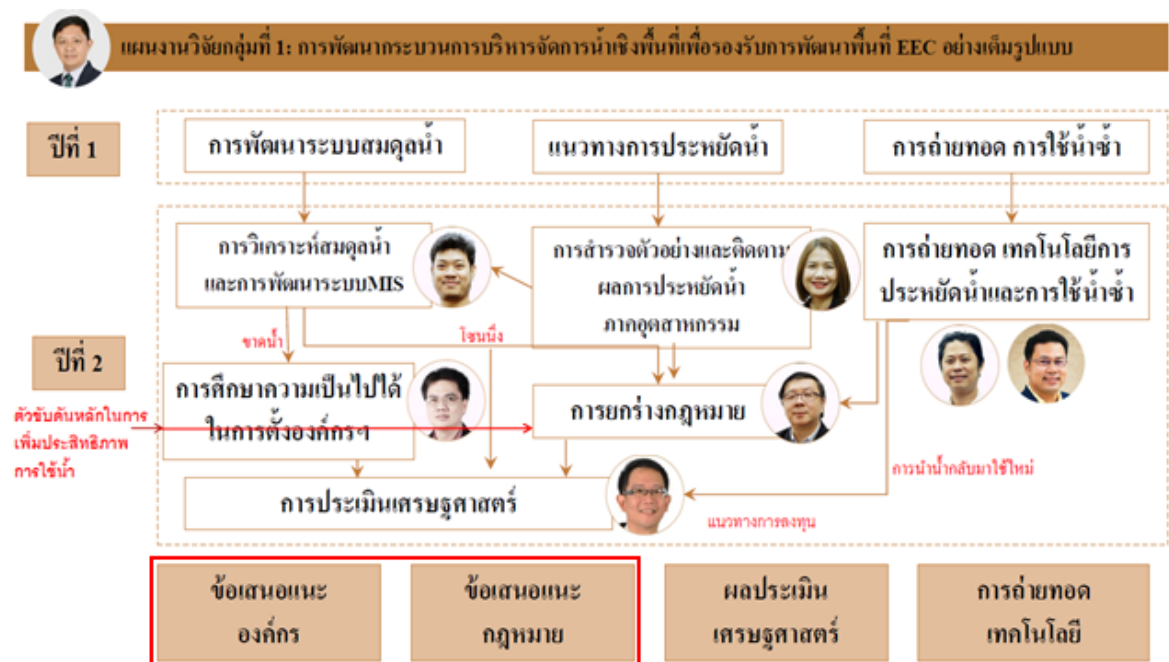 แผนงานวิจัยกลุ่มที่ 1: การพัฒนากระบวนการบริหารจัดการน้ำเชิงพื้นที่เพื่อรองรับการพัฒนาพื้นที่ EEC อย่างเต็มรูปแบบ
ปีที่ 1
การพัฒนาระบบสมดุลน้ำ
แนวทางการประหยัดน้ำ
การถ่ายทอด การใช้น้ำซ้ำ
การวิเคราะห์สมดุลน้ำ
และการพัฒนาระบบMIS
การสำรวจตัวอย่างและติดตาม
ผลการประหยัดน้ำ
ภาคอุตสาหกรรม
การถ่ายทอด เทคโนโลยีการ
ประหยัดน้ำและการใช้น้ำซ้ำ
ขาดน้ำ
โซนนิ่ง
ปีที่ 2
การศึกษาความเป็นไปได้
ในการตั้งองค์กรฯ
การยกร่างกฎหมาย
ตัวขับดันหลักในการ
เพิ่มประสิทธิภาพ
การใช้น้ำ
การนำน้ำกลับมาใช้ใหม่
การประเมินเศรษฐศาสตร์
แนวทางการลงทุน
ข้อเสนอแนะ
องค์กร
ข้อเสนอแนะ
กฎหมาย
ผลประเมิน
เศรษฐศาสตร์
การถ่ายทอด
เทคโนโลยี